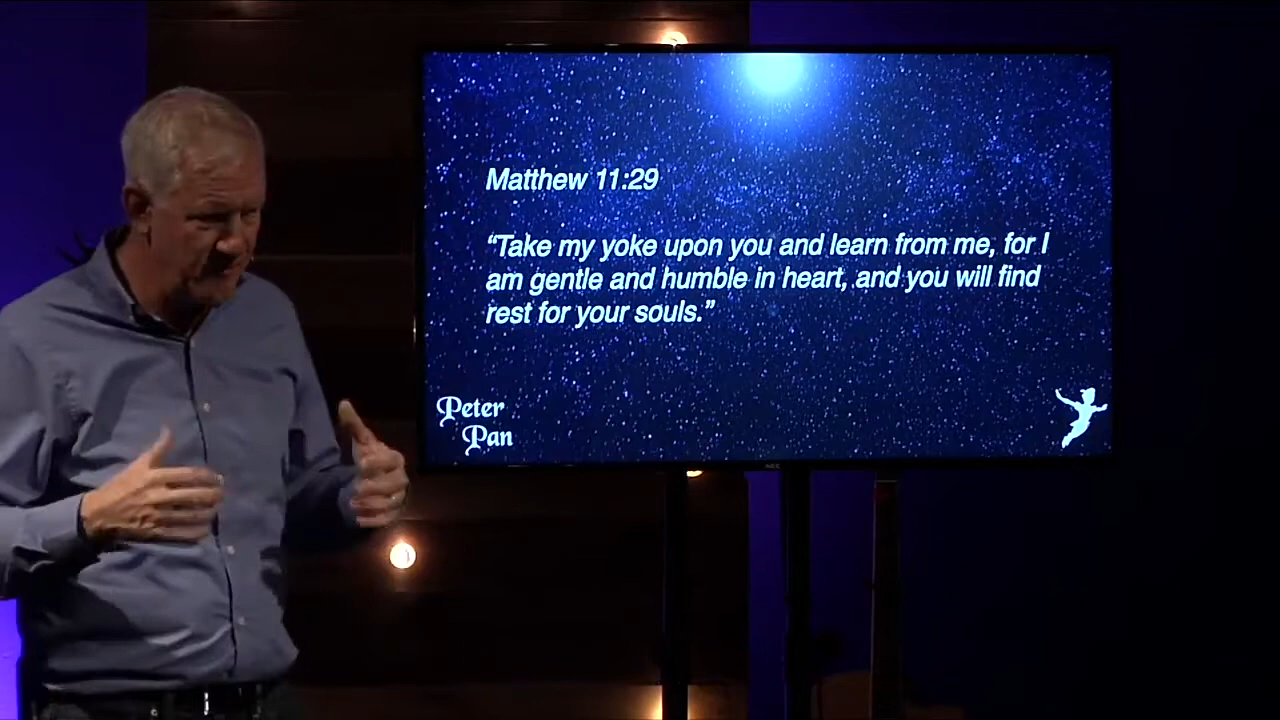 Matthew 11:29
“Take my yoke upon you and learn from me, for I
am gentle and humble in heart, and you will find
rest for your souls.”
Peter
Pan
NEC